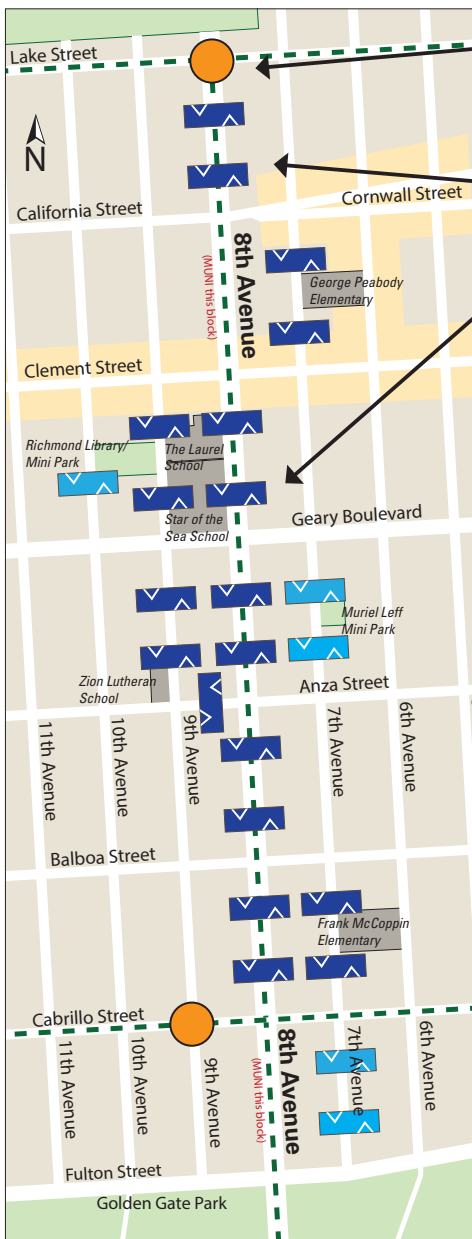 Lake Street
N
California Street
Cornwall Street
8th Avenue
(MUNI this block)
George Peabody
Elementary
Clement Street
Richmond Library/
Mini Park
The Laurel
School
Star of the
Sea School
Geary Boulevard
Muriel Leff
Mini Park
Zion Lutheran
School
Anza Street
11th Avenue
10th Avenue
9th Avenue
7th Avenue
6th Avenue
Balboa Street
Frank McCoppin
Elementary
Cabrillo Street
11th Avenue
10th Avenue
9th Avenue
8th Avenue
(MUNI this block)
7th Avenue
6th Avenue
Fulton Street
Golden Gate Park